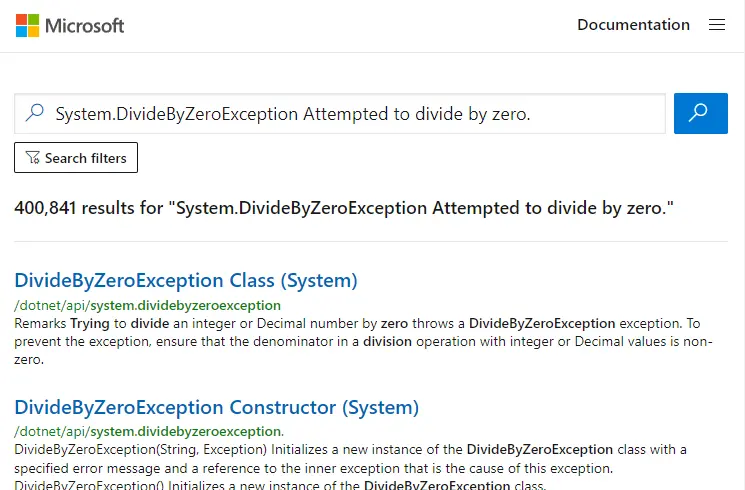 Microsoft
Documentation
System.DivideByZeroException Attempted to divide by zero.
Search filters
400,841 results for "System.DivideByZeroException Attempted to divide by zero."
DivideByZeroException Class (System)
/dotnet/api/system.dividebyzeroexception
Remarks Trying to divide an integer or Decimal number by zero throws a DivideByZeroException exception. To
prevent the exception, ensure that the denominator in a division operation with integer or Decimal values is non-
zero.
DivideByZeroException Constructor (System)
/dotnet/api/system.dividebyzeroexception.
DivideByZeroException(String, Exception) Initializes a new instance of the DivideByZeroException class with a
specified error message and a reference to the inner exception that is the cause of this exception.
DivideByZeroException() Initializes a new instance of the DivideByZeroException class.